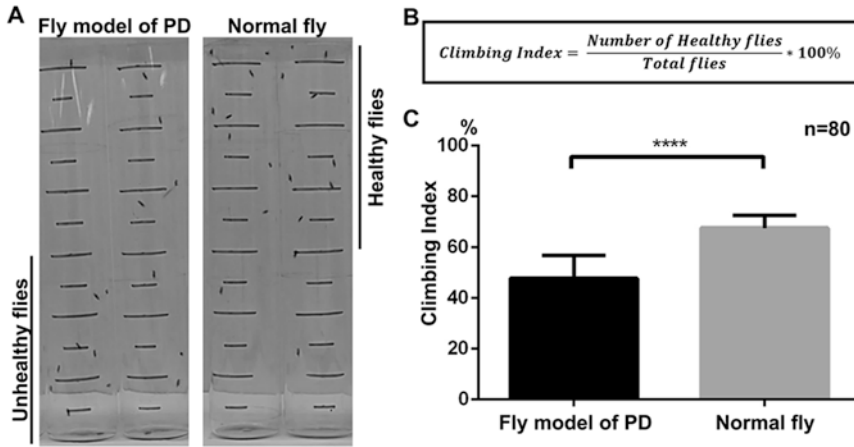 A
Fly model of PD
Normal fly
Unhealthy flies
Healthy flies
B
Climbing Index = Number of Healthy flies / Total flies * 100%
C
%
n=80
****
100
80
60
40
20
0
Climbing Index
Fly model of PD
Normal fly